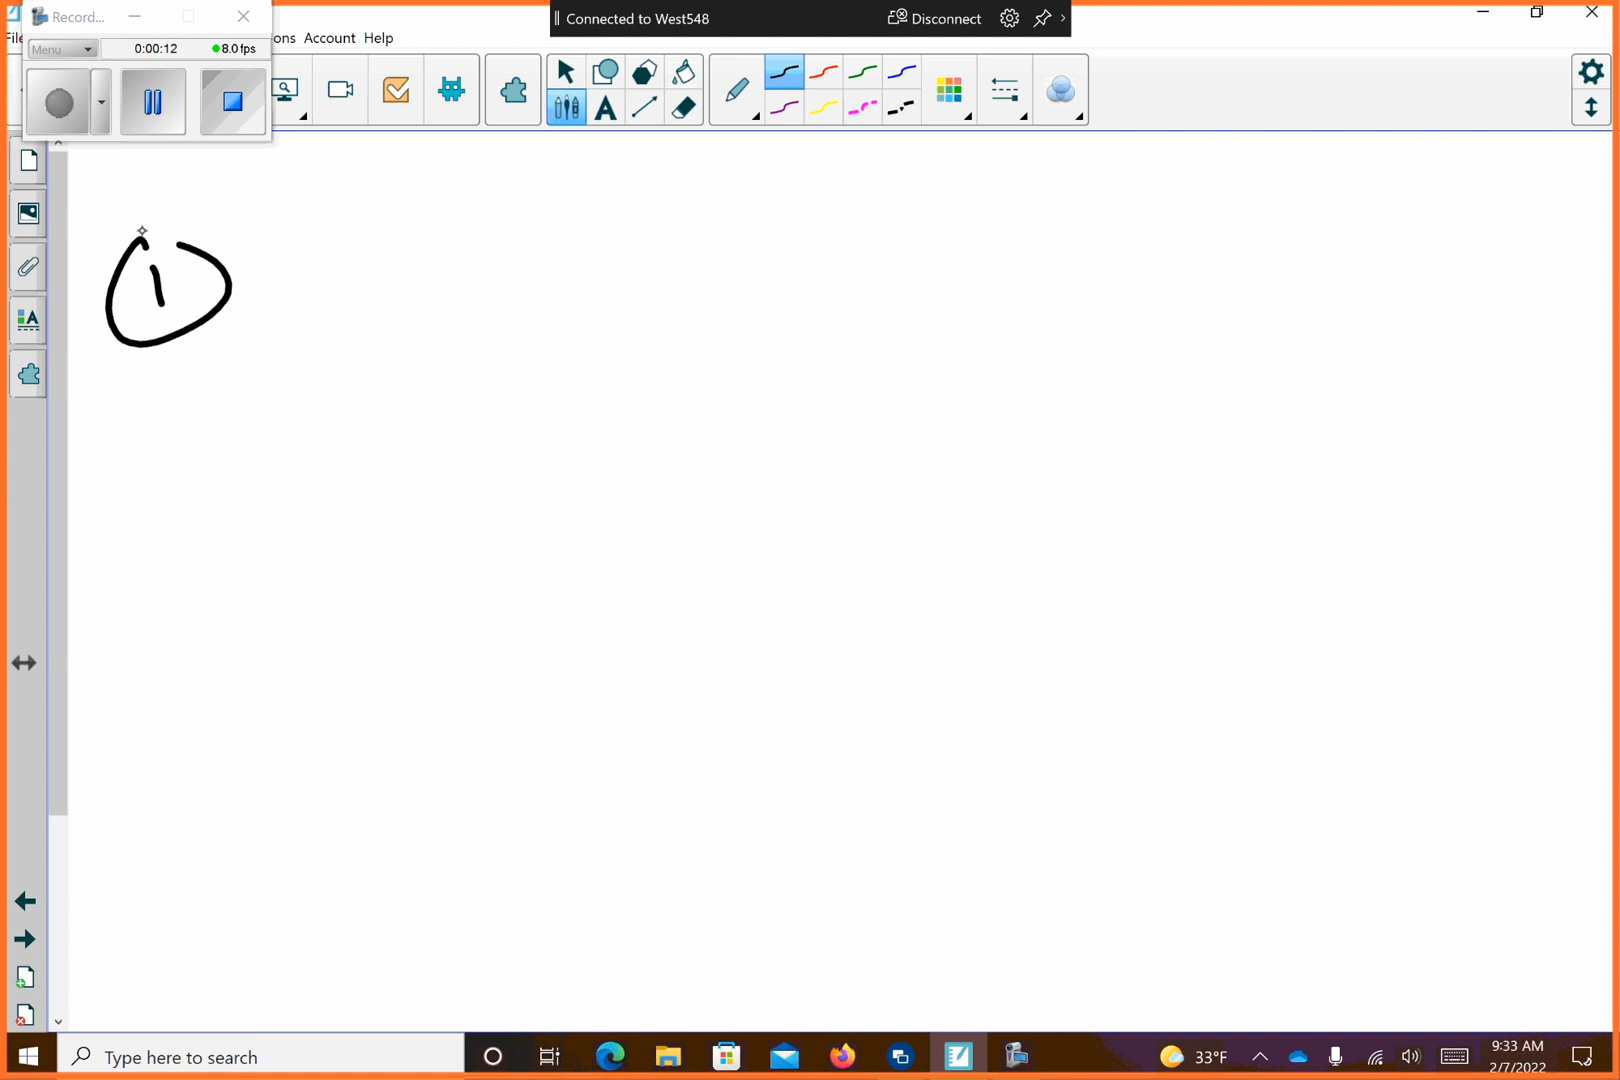 Record...
Connected to West548
Disconnect
File
ons Account Help
Menu
0:00:12
8.0 fps
1
Type here to search
33°F
9:33 AM
2/7/2022